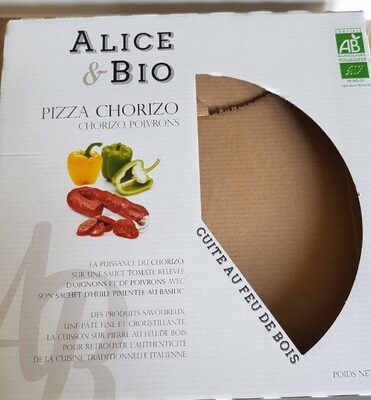 ALICE
& BIO
PIZZA CHORIZO
CHORIZO, POIVRONS
AB
CUITE AU FEU DE BOIS
LA PUISSANCE DU CHORIZO,
SUR UNE SAUCE TOMATE RELEVÉE
D'OIGNONS ET DE POIVRONS AVEC
SON SACHET D'HUILE PIMENTÉE AU BASILIC.
DES PRODUITS SAVOUREUX,
UNE PÂTE FINE ET CROUSTILLANTE,
LA CUISSON SUR PIERRE AU FEU DE BOIS
POUR RETROUVER L'AUTHENTICITÉ
DE LA CUISINE TRADITIONNELLE ITALIENNE.
POIDS NE